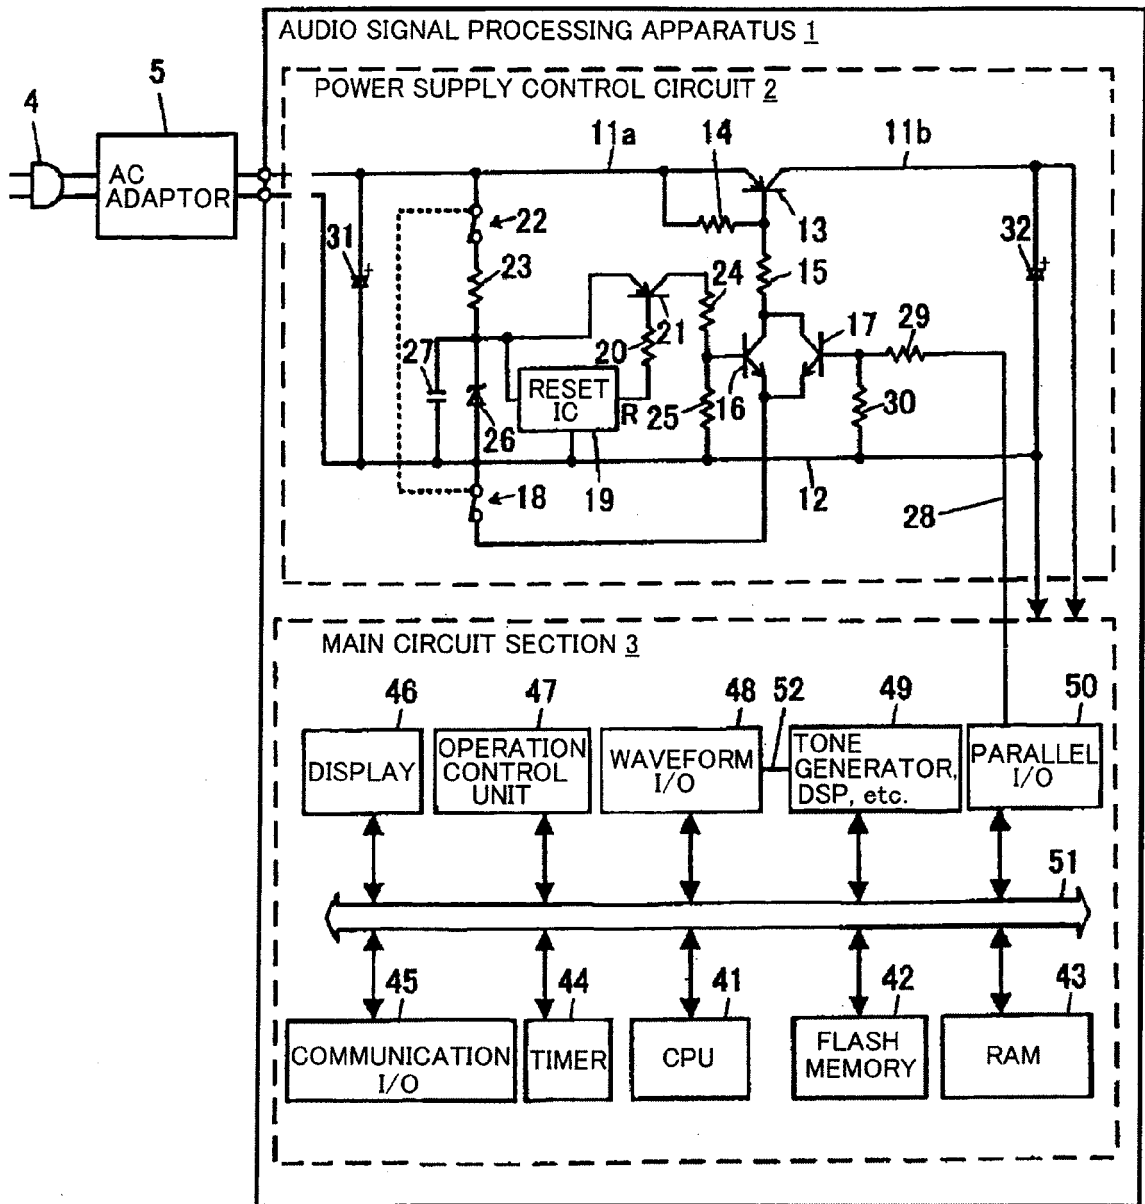 AUDIO SIGNAL PROCESSING APPARATUS 1
POWER SUPPLY CONTROL CIRCUIT 2
4
5
AC
ADAPTOR
11a
11b
14
13
22
31
32
23
15
24
17
29
21
20
27
RESET
IC
R
25
16
30
26
19
18
12
28
MAIN CIRCUIT SECTION 3
46
47
48
52
49
50
DISPLAY
OPERATION
CONTROL
UNIT
WAVEFORM
I/O
TONE
GENERATOR,
DSP, etc.
PARALLEL
I/O
51
45
44
41
42
43
COMMUNICATION
I/O
TIMER
CPU
FLASH
MEMORY
RAM